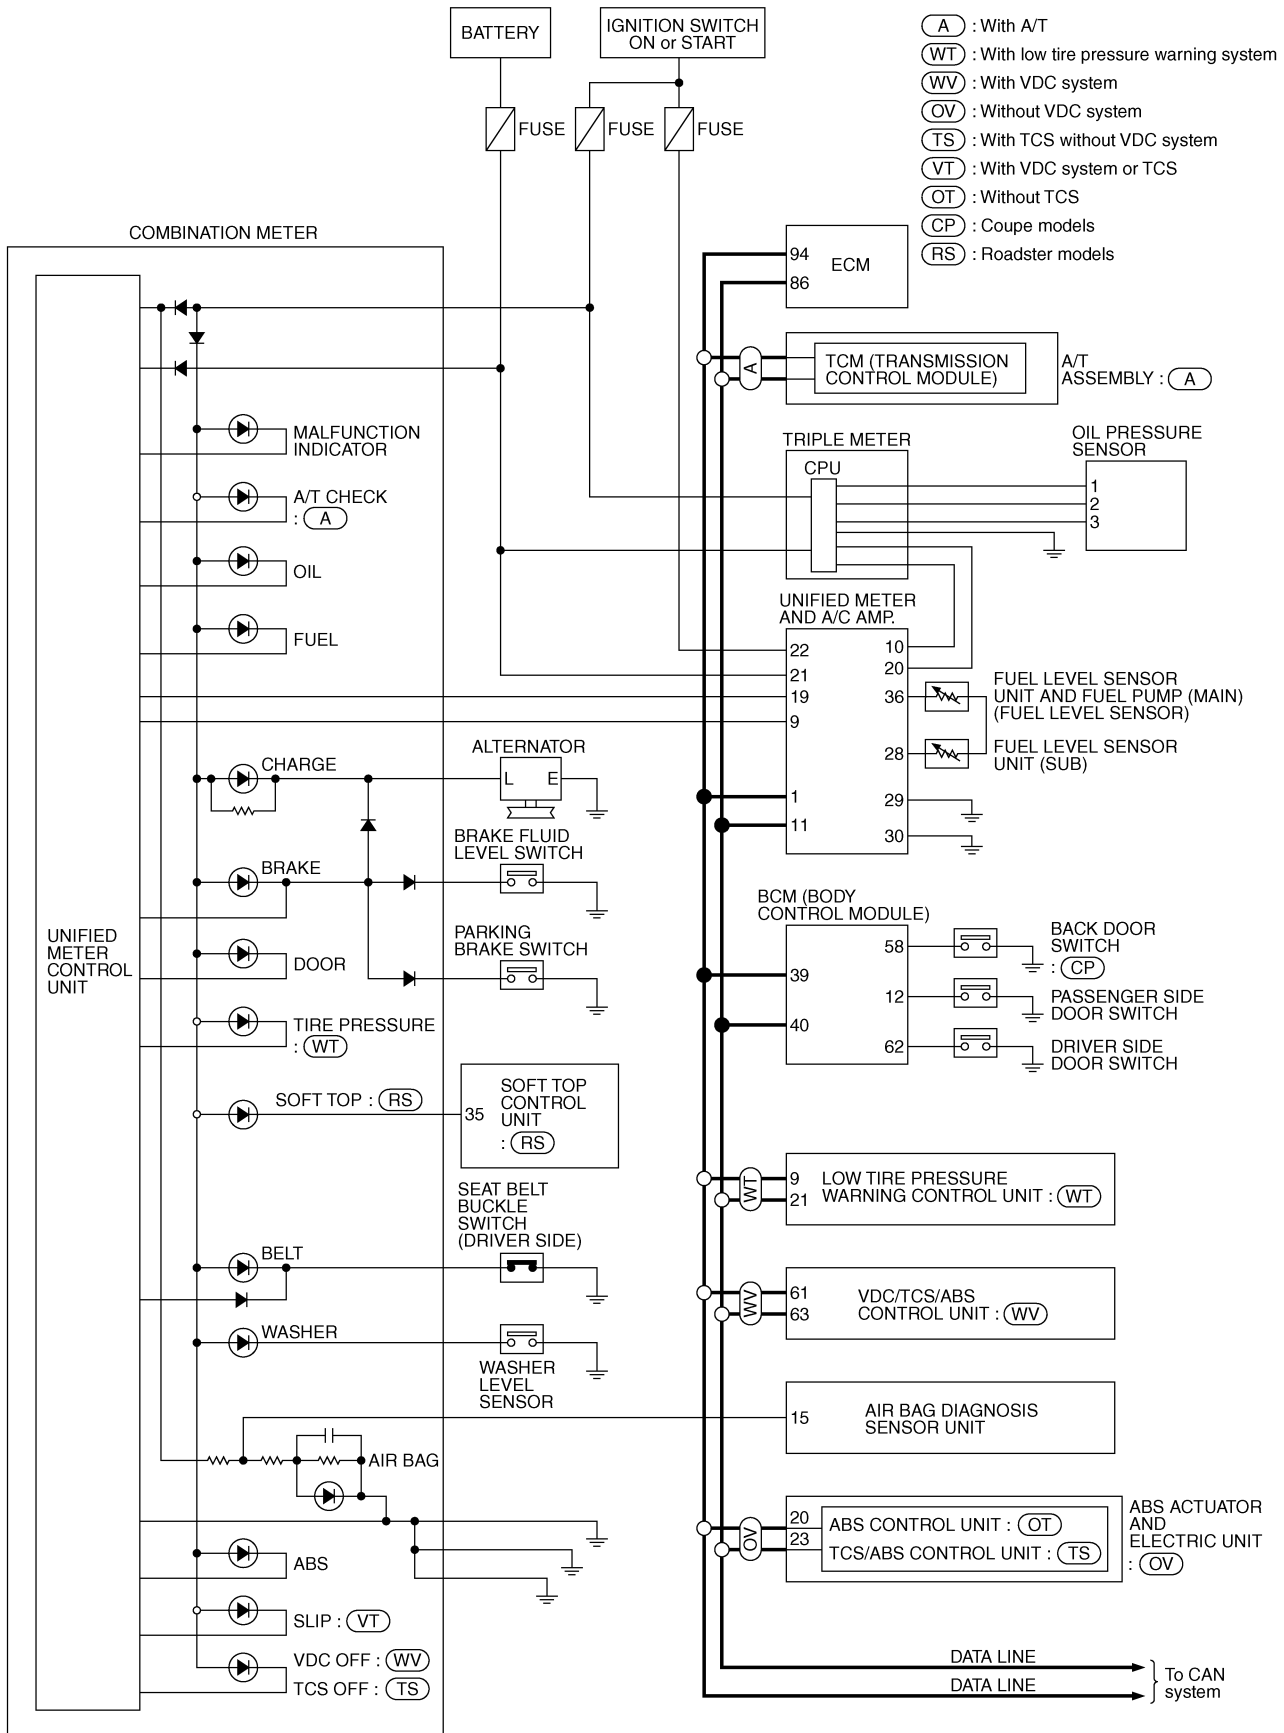 BATTERY
IGNITION SWITCH
ON or START
FUSE
FUSE
FUSE
A : With A/T
WT : With low tire pressure warning system
WV : With VDC system
OV : Without VDC system
TS : With TCS without VDC system
VT : With VDC system or TCS
OT : Without TCS
CP : Coupe models
RS : Roadster models
COMBINATION METER
UNIFIED
METER
CONTROL
UNIT
MALFUNCTION
INDICATOR
A/T CHECK
: A
OIL
FUEL
CHARGE
BRAKE
DOOR
TIRE PRESSURE
: WT
SOFT TOP : RS
BELT
WASHER
AIR BAG
ABS
SLIP : VT
VDC OFF : WV
TCS OFF : TS
ALTERNATOR
L E
BRAKE FLUID
LEVEL SWITCH
PARKING
BRAKE SWITCH
35
SOFT TOP
CONTROL
UNIT
: RS
SEAT BELT
BUCKLE
SWITCH
(DRIVER SIDE)
WASHER
LEVEL
SENSOR
94
86
ECM
A
TCM (TRANSMISSION
CONTROL MODULE)
A/T
ASSEMBLY : A
TRIPLE METER
CPU
OIL PRESSURE
SENSOR
1
2
3
UNIFIED METER
AND A/C AMP.
22
21
19
9
1
11
10
20
36
28
29
30
FUEL LEVEL SENSOR
UNIT AND FUEL PUMP (MAIN)
(FUEL LEVEL SENSOR)
FUEL LEVEL SENSOR
UNIT (SUB)
BCM (BODY
CONTROL MODULE)
39
40
58
12
62
BACK DOOR
SWITCH
: CP
PASSENGER SIDE
DOOR SWITCH
DRIVER SIDE
DOOR SWITCH
WT
9
21
LOW TIRE PRESSURE
WARNING CONTROL UNIT : WT
WV
61
63
VDC/TCS/ABS
CONTROL UNIT : WV
15
AIR BAG DIAGNOSIS
SENSOR UNIT
OV
20
23
ABS CONTROL UNIT : OT
TCS/ABS CONTROL UNIT : TS
ABS ACTUATOR
AND
ELECTRIC UNIT
: OV
DATA LINE
DATA LINE
To CAN
system